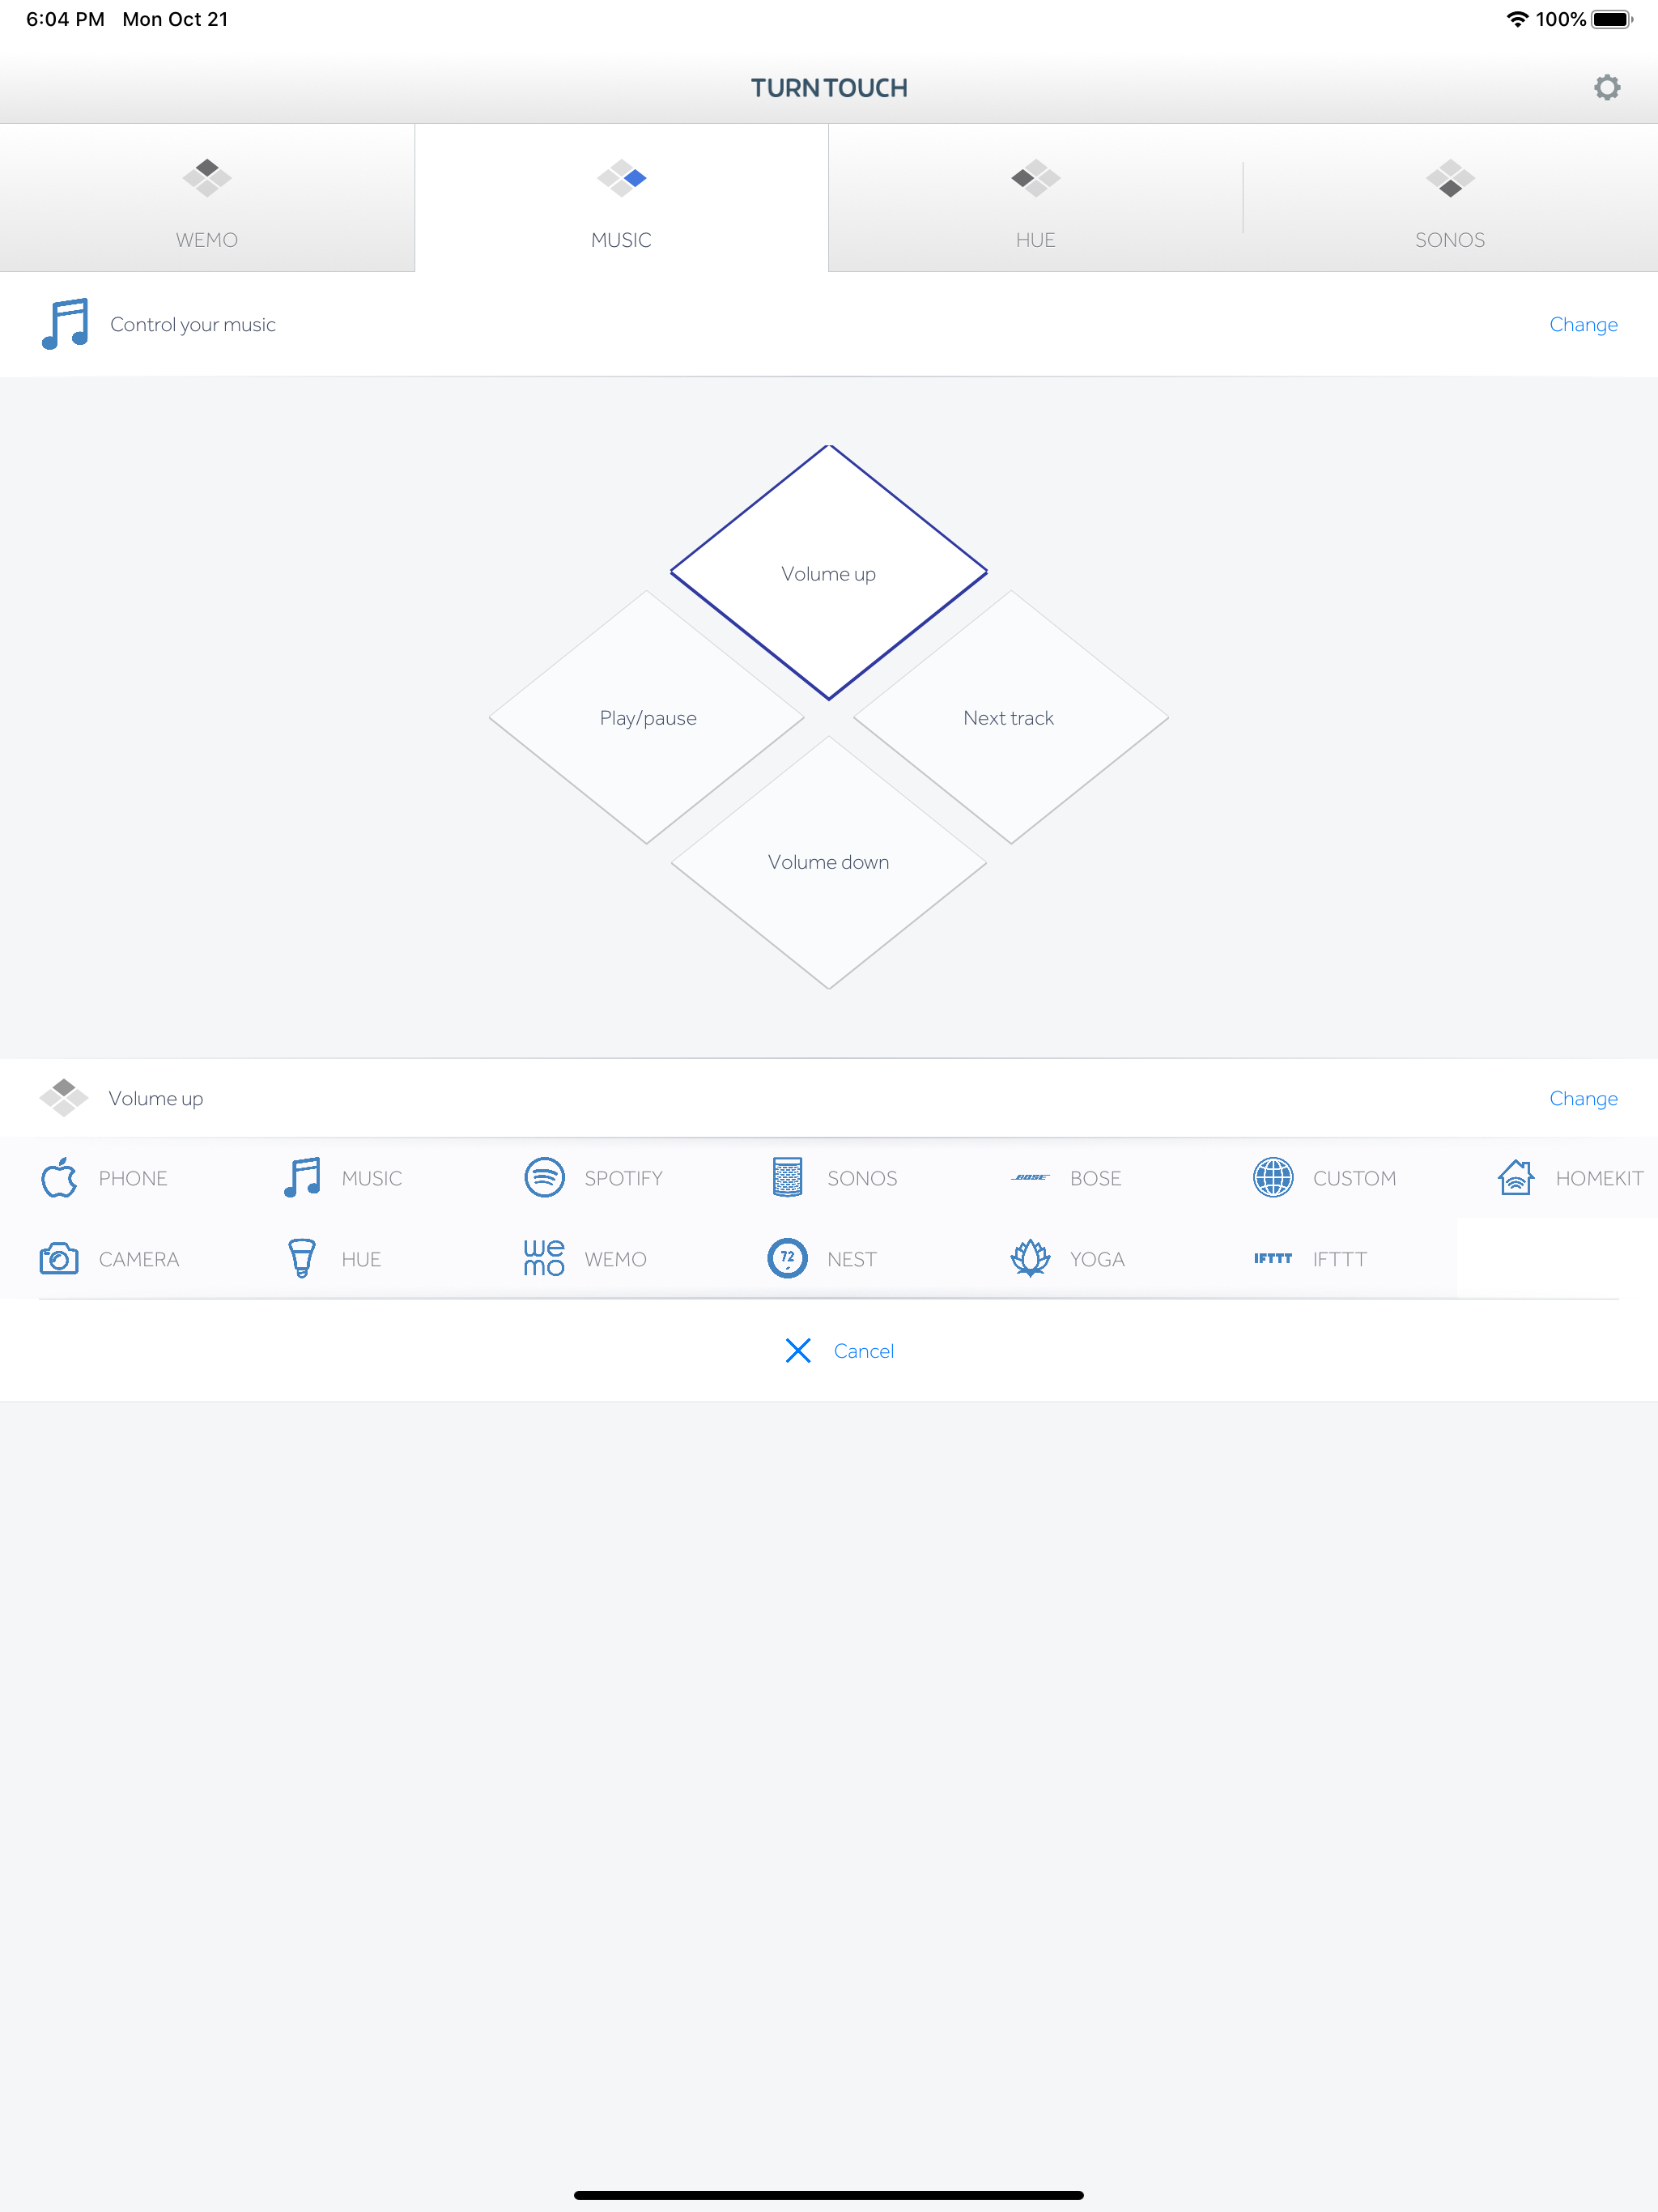 6:04 PM Mon Oct 21 100%
TURN TOUCH
WEMO MUSIC HUE SONOS
Control your music Change
Volume up
Play/pause Next track
Volume down
Volume up Change
PHONE MUSIC SPOTIFY SONOS BOSE BOSE CUSTOM HOMEKIT
CAMERA HUE wemo WEMO 72 NEST YOGA IFTTT IFTTT
Cancel